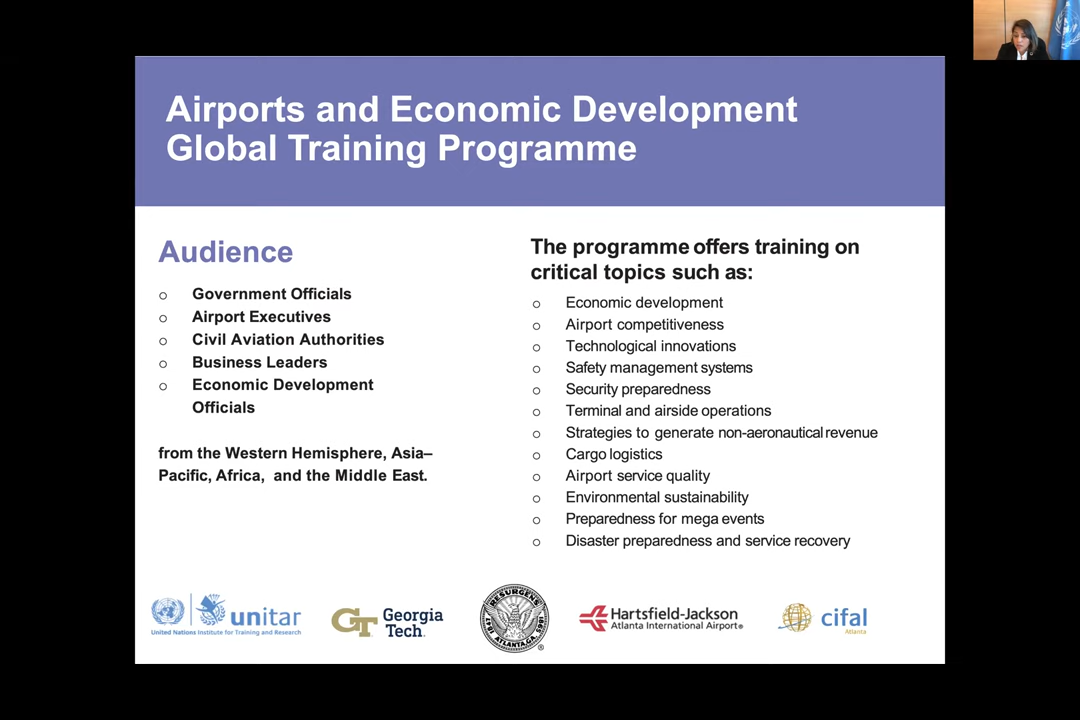 Airports and Economic Development
Global Training Programme
Audience
o Government Officials
o Airport Executives
o Civil Aviation Authorities
o Business Leaders
o Economic Development
Officials
from the Western Hemisphere, Asia–
Pacific, Africa, and the Middle East.
The programme offers training on
critical topics such as:
o Economic development
o Airport competitiveness
o Technological innovations
o Safety management systems
o Security preparedness
o Terminal and airside operations
o Strategies to generate non-aeronautical revenue
o Cargo logistics
o Airport service quality
o Environmental sustainability
o Preparedness for mega events
o Disaster preparedness and service recovery
unitar
United Nations Institute for Training and Research
GT Georgia
Tech.
RESURGENS
1847 ATLANTA, GA. 1865
®
Hartsfield-Jackson
Atlanta International Airport®
cifal
Atlanta